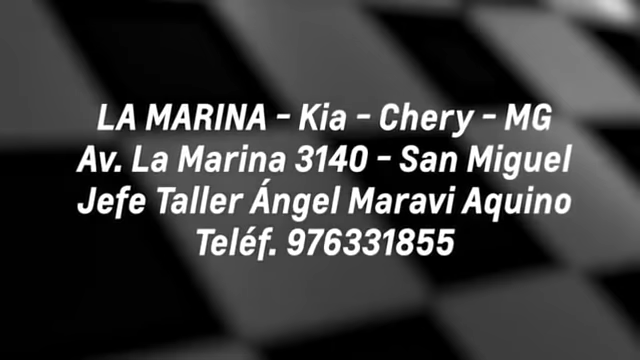 LA MARINA - Kia - Chery - MG
Av. La Marina 3140 - San Miguel
Jefe Taller Ángel Maravi Aquino
Teléf. 976331855